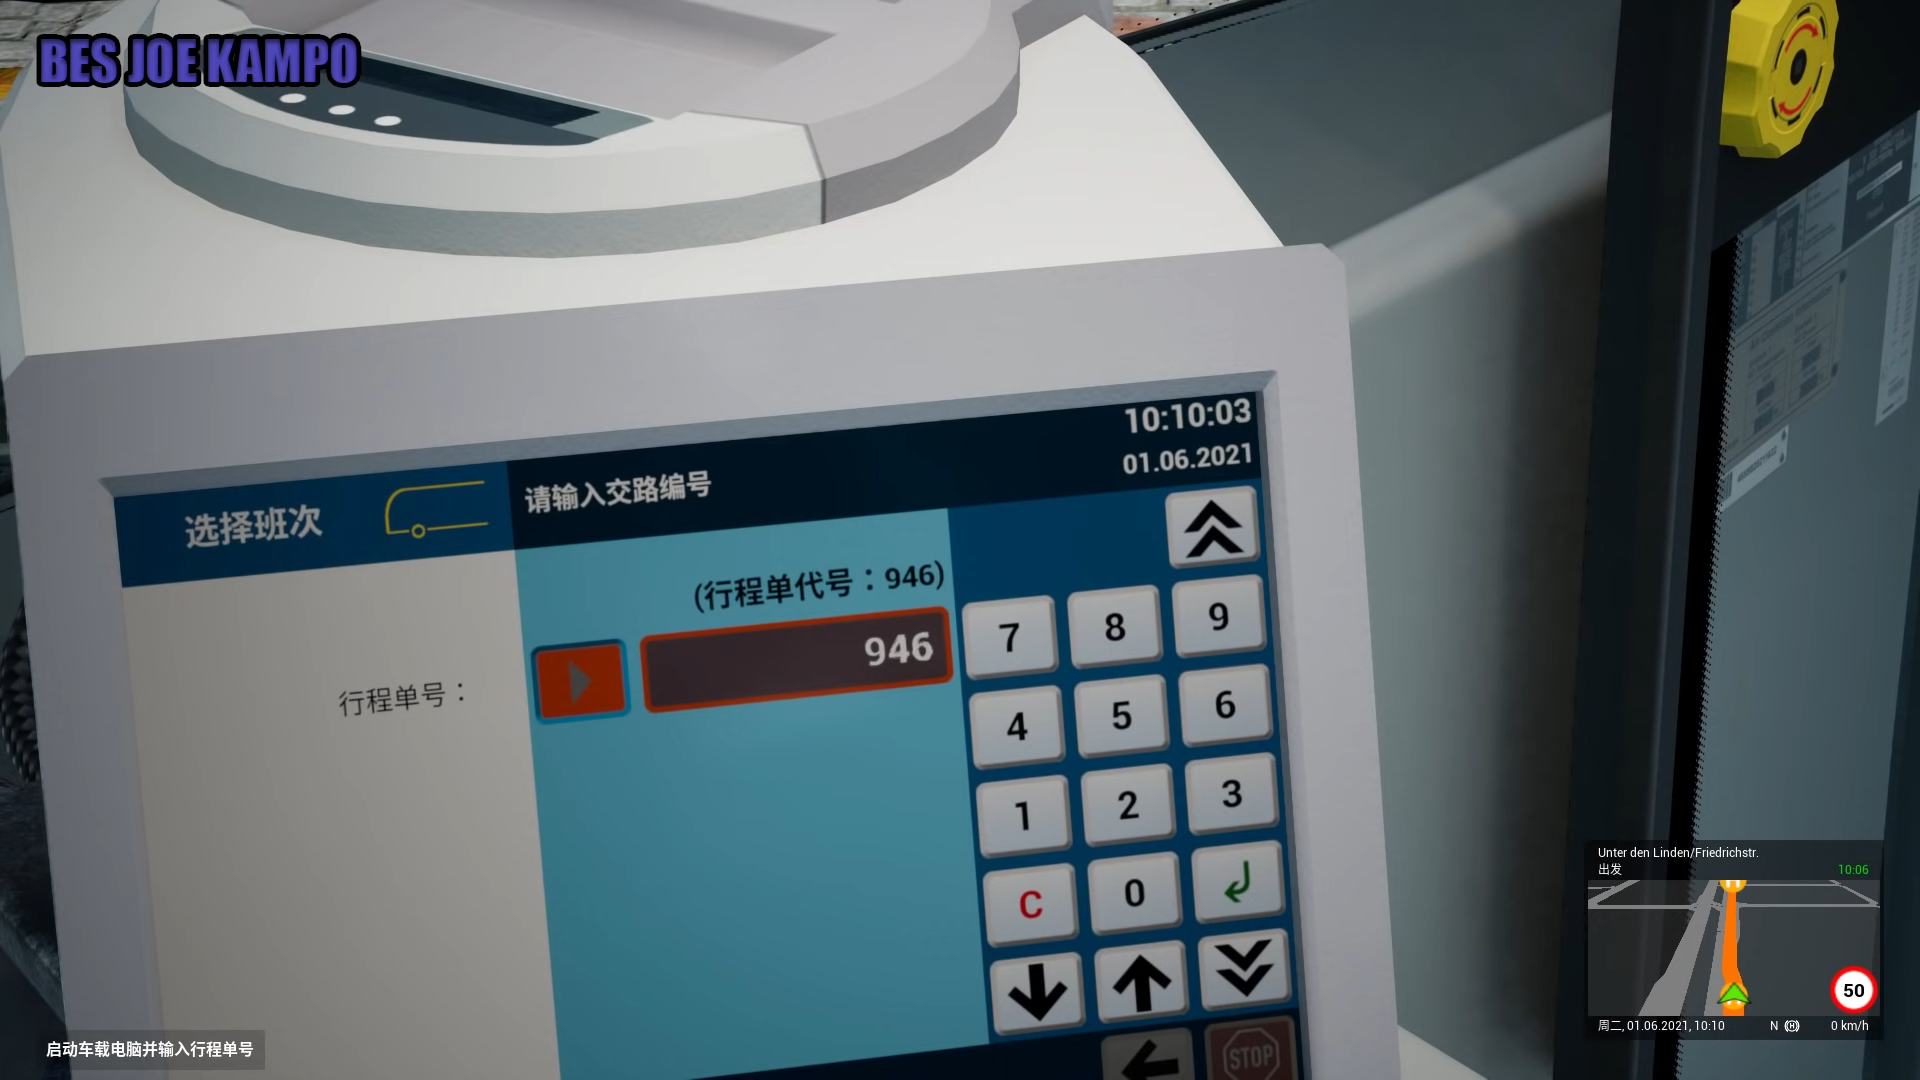 BES JOE KAMPO
10:10:03
01.06.2021
选择班次
请输入交路编号
(行程单代号：946)
行程单号：
946
7 8 9
4 5 6
1 2 3
C 0
STOP
Unter den Linden/Friedrichstr.
出发 10:06
50
周二, 01.06.2021, 10:10 N (H) 0 km/h
启动车载电脑并输入行程单号